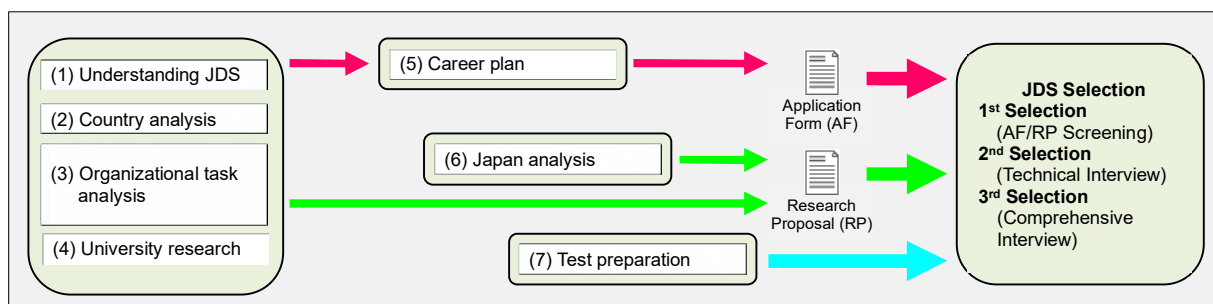 (1) Understanding JDS
(2) Country analysis
(3) Organizational task
analysis
(4) University research
(5) Career plan
(6) Japan analysis
(7) Test preparation
Application
Form (AF)
Research
Proposal (RP)
JDS Selection
1st Selection
(AF/RP Screening)
2nd Selection
(Technical Interview)
3rd Selection
(Comprehensive
Interview)